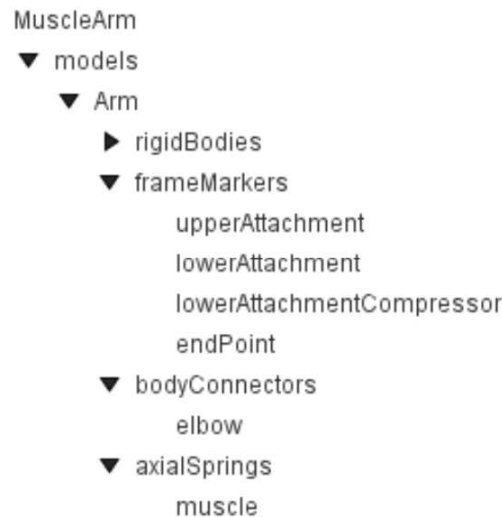 MuscleArm
models
Arm
rigidBodies
frameMarkers
upperAttachment
lowerAttachment
lowerAttachmentCompressor
endPoint
bodyConnectors
elbow
axialSprings
muscle